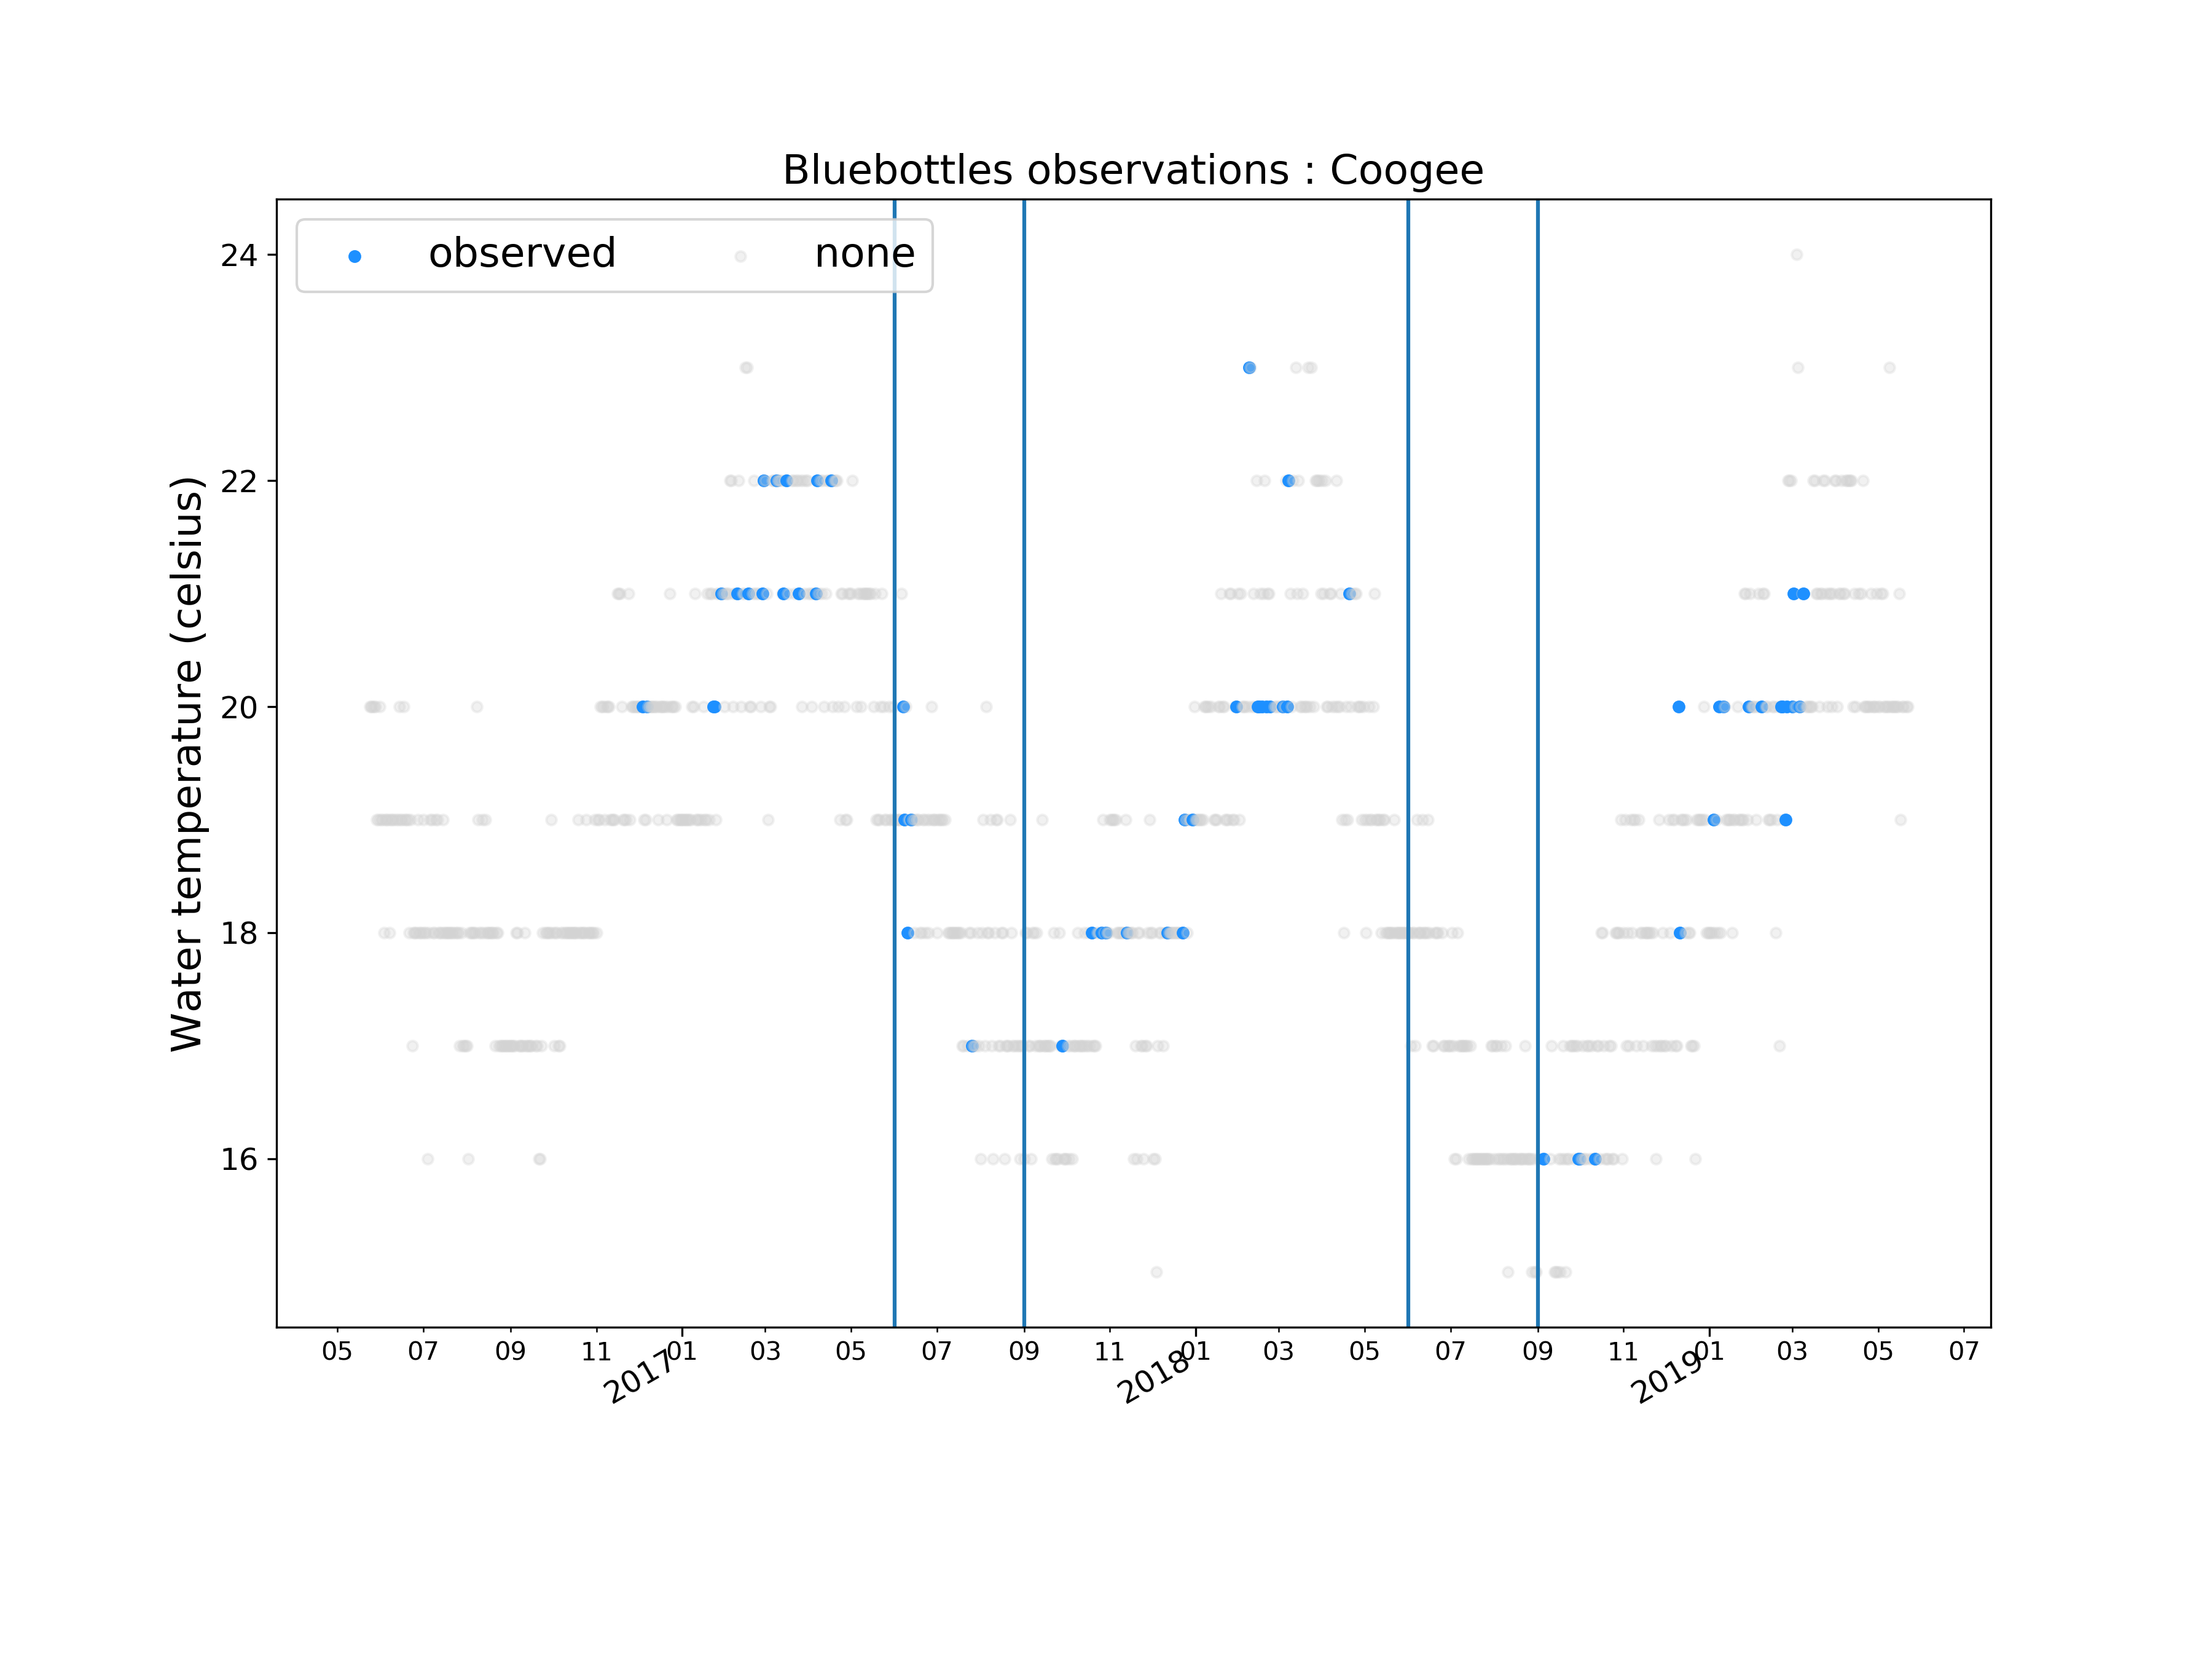 Bluebottles observations : Coogee
observed none
Water temperature (celsius)
24
22
20
18
16
05 07 09 11 01 03 05 07 09 11 01 03 05 07 09 11 01 03 05 07
2017 2018 2019